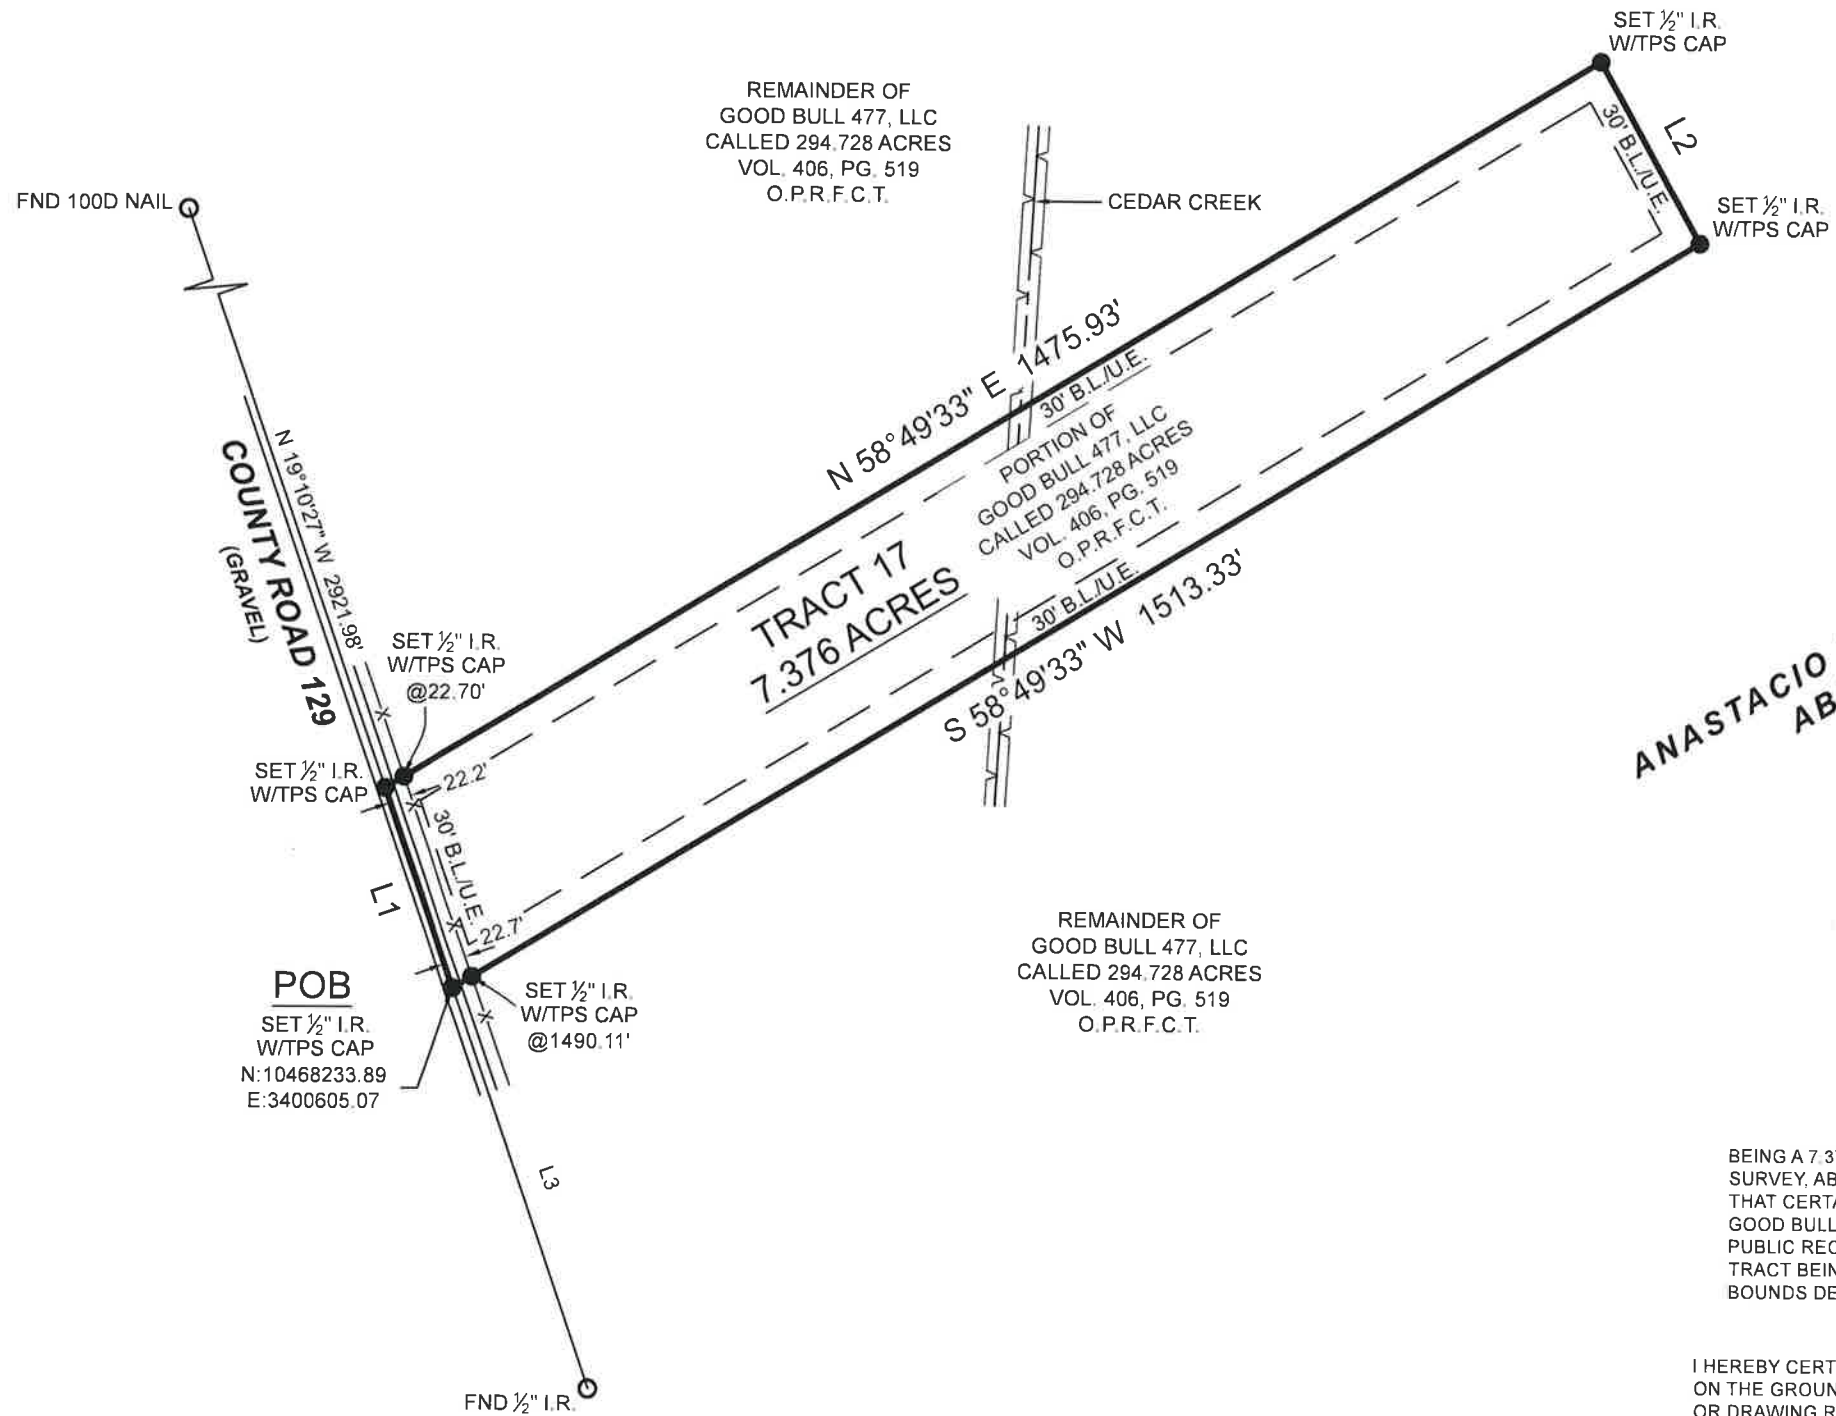 SET ½" I.R.
W/TPS CAP
REMAINDER OF
GOOD BULL 477, LLC
CALLED 294.728 ACRES
VOL. 406, PG. 519
O.P.R.F.C.T.
30' B.L./U.E.
L2
FND 100D NAIL
CEDAR CREEK
SET ½" I.R.
W/TPS CAP
N 58°49'33" E 1475.93'
30' B.L./U.E.
PORTION OF
GOOD BULL 477, LLC
CALLED 294.728 ACRES
VOL. 406, PG. 519
O.P.R.F.C.T.
N 19°10'27" W 2921.98'
COUNTY ROAD 129
(GRAVEL)
TRACT 17
7.376 ACRES
30' B.L./U.E.
S 58°49'33" W 1513.33'
SET ½" I.R.
W/TPS CAP
@22.70'
ANASTACIO
AB
SET ½" I.R.
W/TPS CAP
22.2'
30' B.L./U.E.
L1
22.7'
REMAINDER OF
GOOD BULL 477, LLC
CALLED 294.728 ACRES
VOL. 406, PG. 519
O.P.R.F.C.T.
POB
SET ½" I.R.
W/TPS CAP
N:10468233.89
E:3400605.07
SET ½" I.R.
W/TPS CAP
@1490.11'
L3
BEING A 7.3
SURVEY, AB
THAT CERTA
GOOD BULL
PUBLIC REC
TRACT BEIN
BOUNDS DE
I HEREBY CERT
ON THE GROUN
OR DRAWING R
FND ½" I.R.